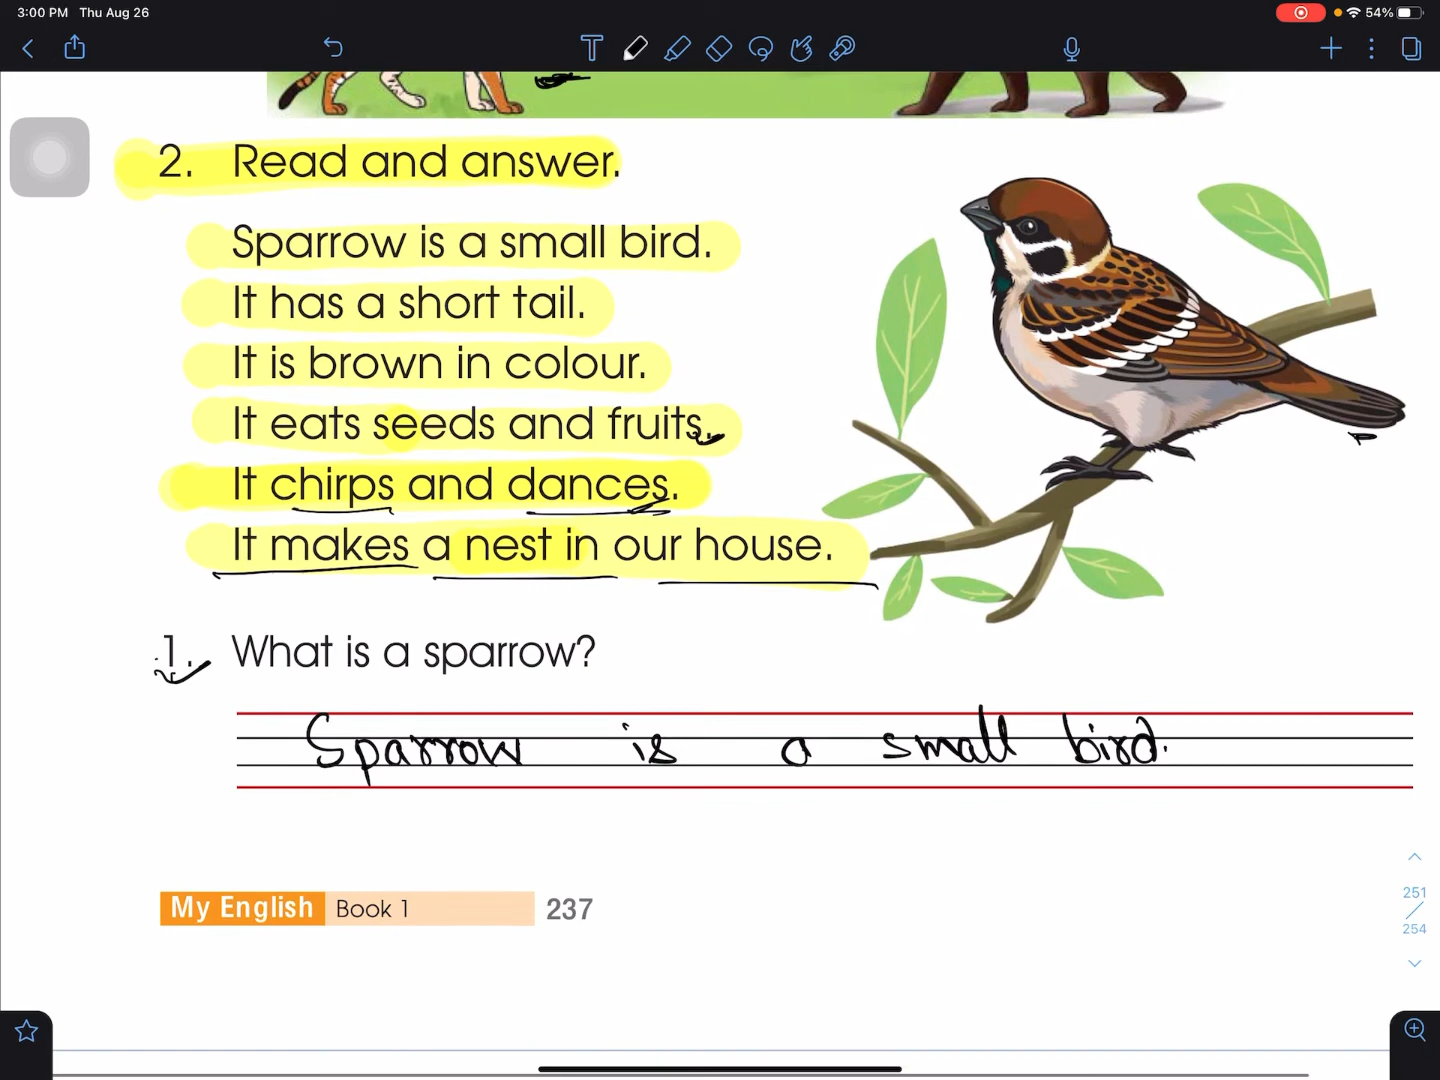 3:00 PM Thu Aug 26
54%
2. Read and answer.
Sparrow is a small bird.
It has a short tail.
It is brown in colour.
It eats seeds and fruits.
It chirps and dances.
It makes a nest in our house.
1. What is a sparrow?
Sparrow is a small bird.
My English Book 1 237
251
254